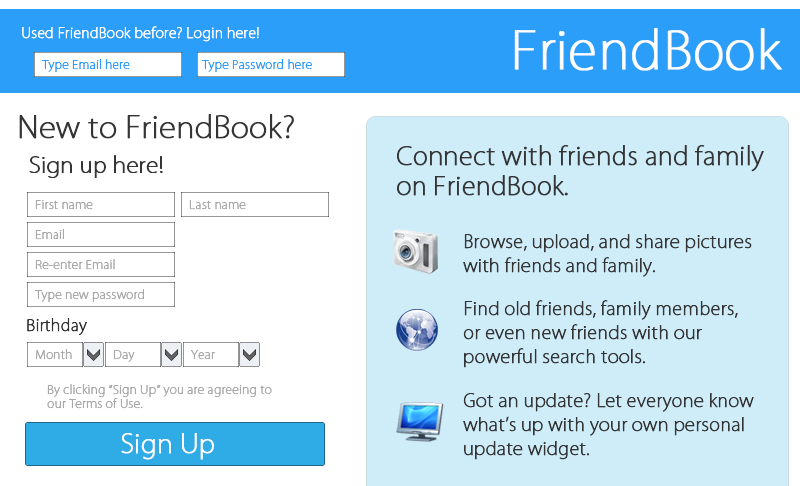 Used FriendBook before? Login here!
Type Email here
Type Password here
FriendBook
New to FriendBook?
Sign up here!
First name
Last name
Email
Re-enter Email
Type new password
Birthday
Month
Day
Year
By clicking "Sign Up" you are agreeing to
our Terms of Use.
Sign Up
Connect with friends and family
on FriendBook.
Browse, upload, and share pictures
with friends and family.
Find old friends, family members,
or even new friends with our
powerful search tools.
Got an update? Let everyone know
what's up with your own personal
update widget.